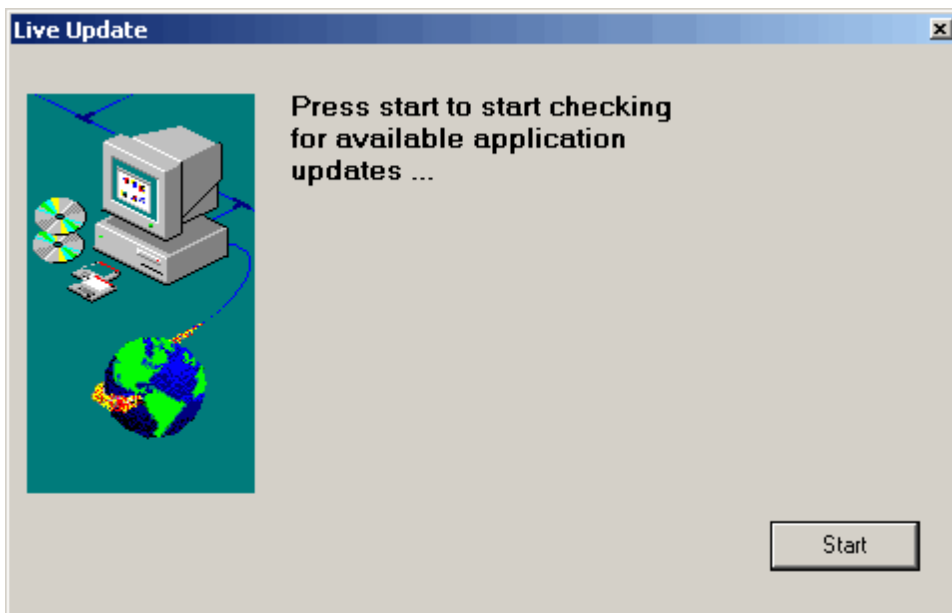 Live Update
Press start to start checking
for available application
updates ...
Start